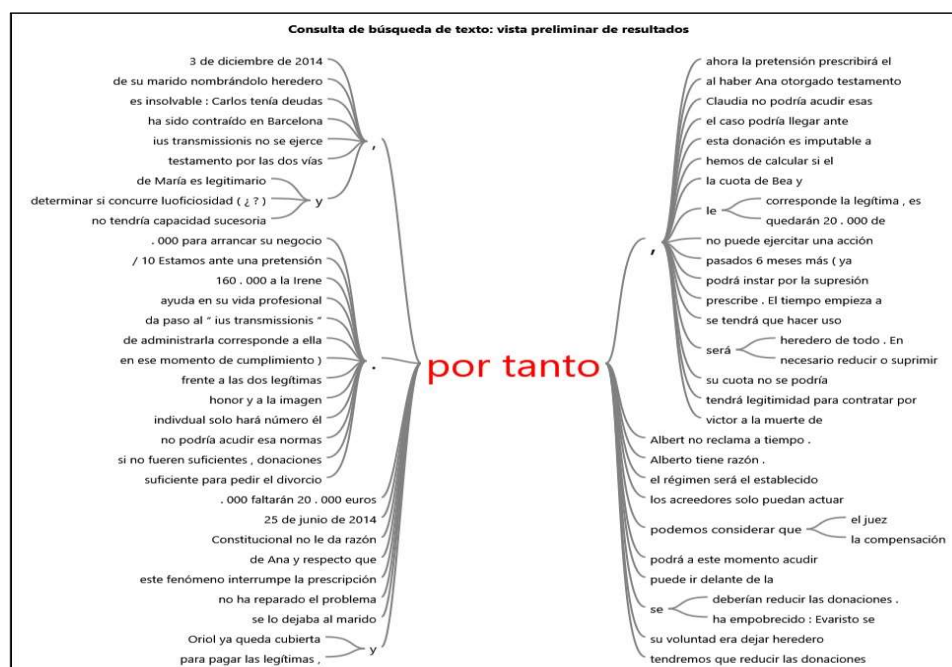 Consulta de búsqueda de texto: vista preliminar de resultados
3 de diciembre de 2014
de su marido nombrándolo heredero
es insolvable : Carlos tenía deudas
ha sido contraído en Barcelona
ius transmissionis no se ejerce
testamento por las dos vías
,
de María es legitimario
determinar si concurre luoficiosidad ( ¿ ? )
no tendría capacidad sucesoria
y
. 000 para arrancar su negocio
/ 10 Estamos ante una pretensión
160 . 000 a la Irene
ayuda en su vida profesional
da paso al " ius transmissionis "
de administrarla corresponde a ella
en ese momento de cumplimiento )
frente a las dos legítimas
honor y a la imagen
indivdual solo hará número él
no podría acudir esa normas
si no fueren suficientes , donaciones
suficiente para pedir el divorcio
.
. 000 faltarán 20 . 000 euros
25 de junio de 2014
Constitucional no le da razón
de Ana y respecto que
este fenómeno interrumpe la prescripción
no ha reparado el problema
se lo dejaba al marido
Oriol ya queda cubierta
para pagar las legítimas ,
y
por tanto
,
ahora la pretensión prescribirá el
al haber Ana otorgado testamento
Claudia no podría acudir esas
el caso podría llegar ante
esta donación es imputable a
hemos de calcular si el
la cuota de Bea y
le
corresponde la legítima , es
quedarán 20 . 000 de
no puede ejercitar una acción
pasados 6 meses más ( ya
podrá instar por la supresión
prescribe . El tiempo empieza a
se tendrá que hacer uso
será
heredero de todo . En
necesario reducir o suprimir
su cuota no se podría
tendrá legitimidad para contratar por
victor a la muerte de
Albert no reclama a tiempo .
Alberto tiene razón .
el régimen será el establecido
los acreedores solo puedan actuar
podemos considerar que
el juez
la compensación
podrá a este momento acudir
puede ir delante de la
se
deberían reducir las donaciones .
ha empobrecido : Evaristo se
su voluntad era dejar heredero
tendremos que reducir las donaciones